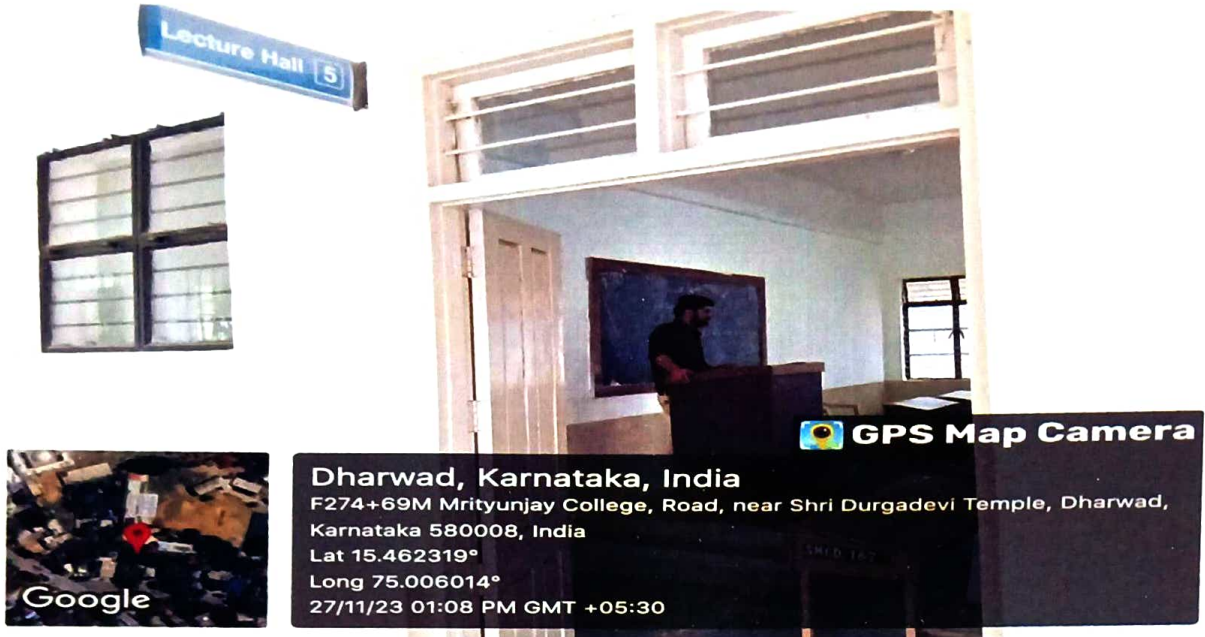 Lecture Hall 5
GPS Map Camera
Dharwad, Karnataka, India
F274+69M Mrityunjay College, Road, near Shri Durgadevi Temple, Dharwad,
Karnataka 580008, India
Lat 15.462319°
Long 75.006014°
27/11/23 01:08 PM GMT +05:30
Google